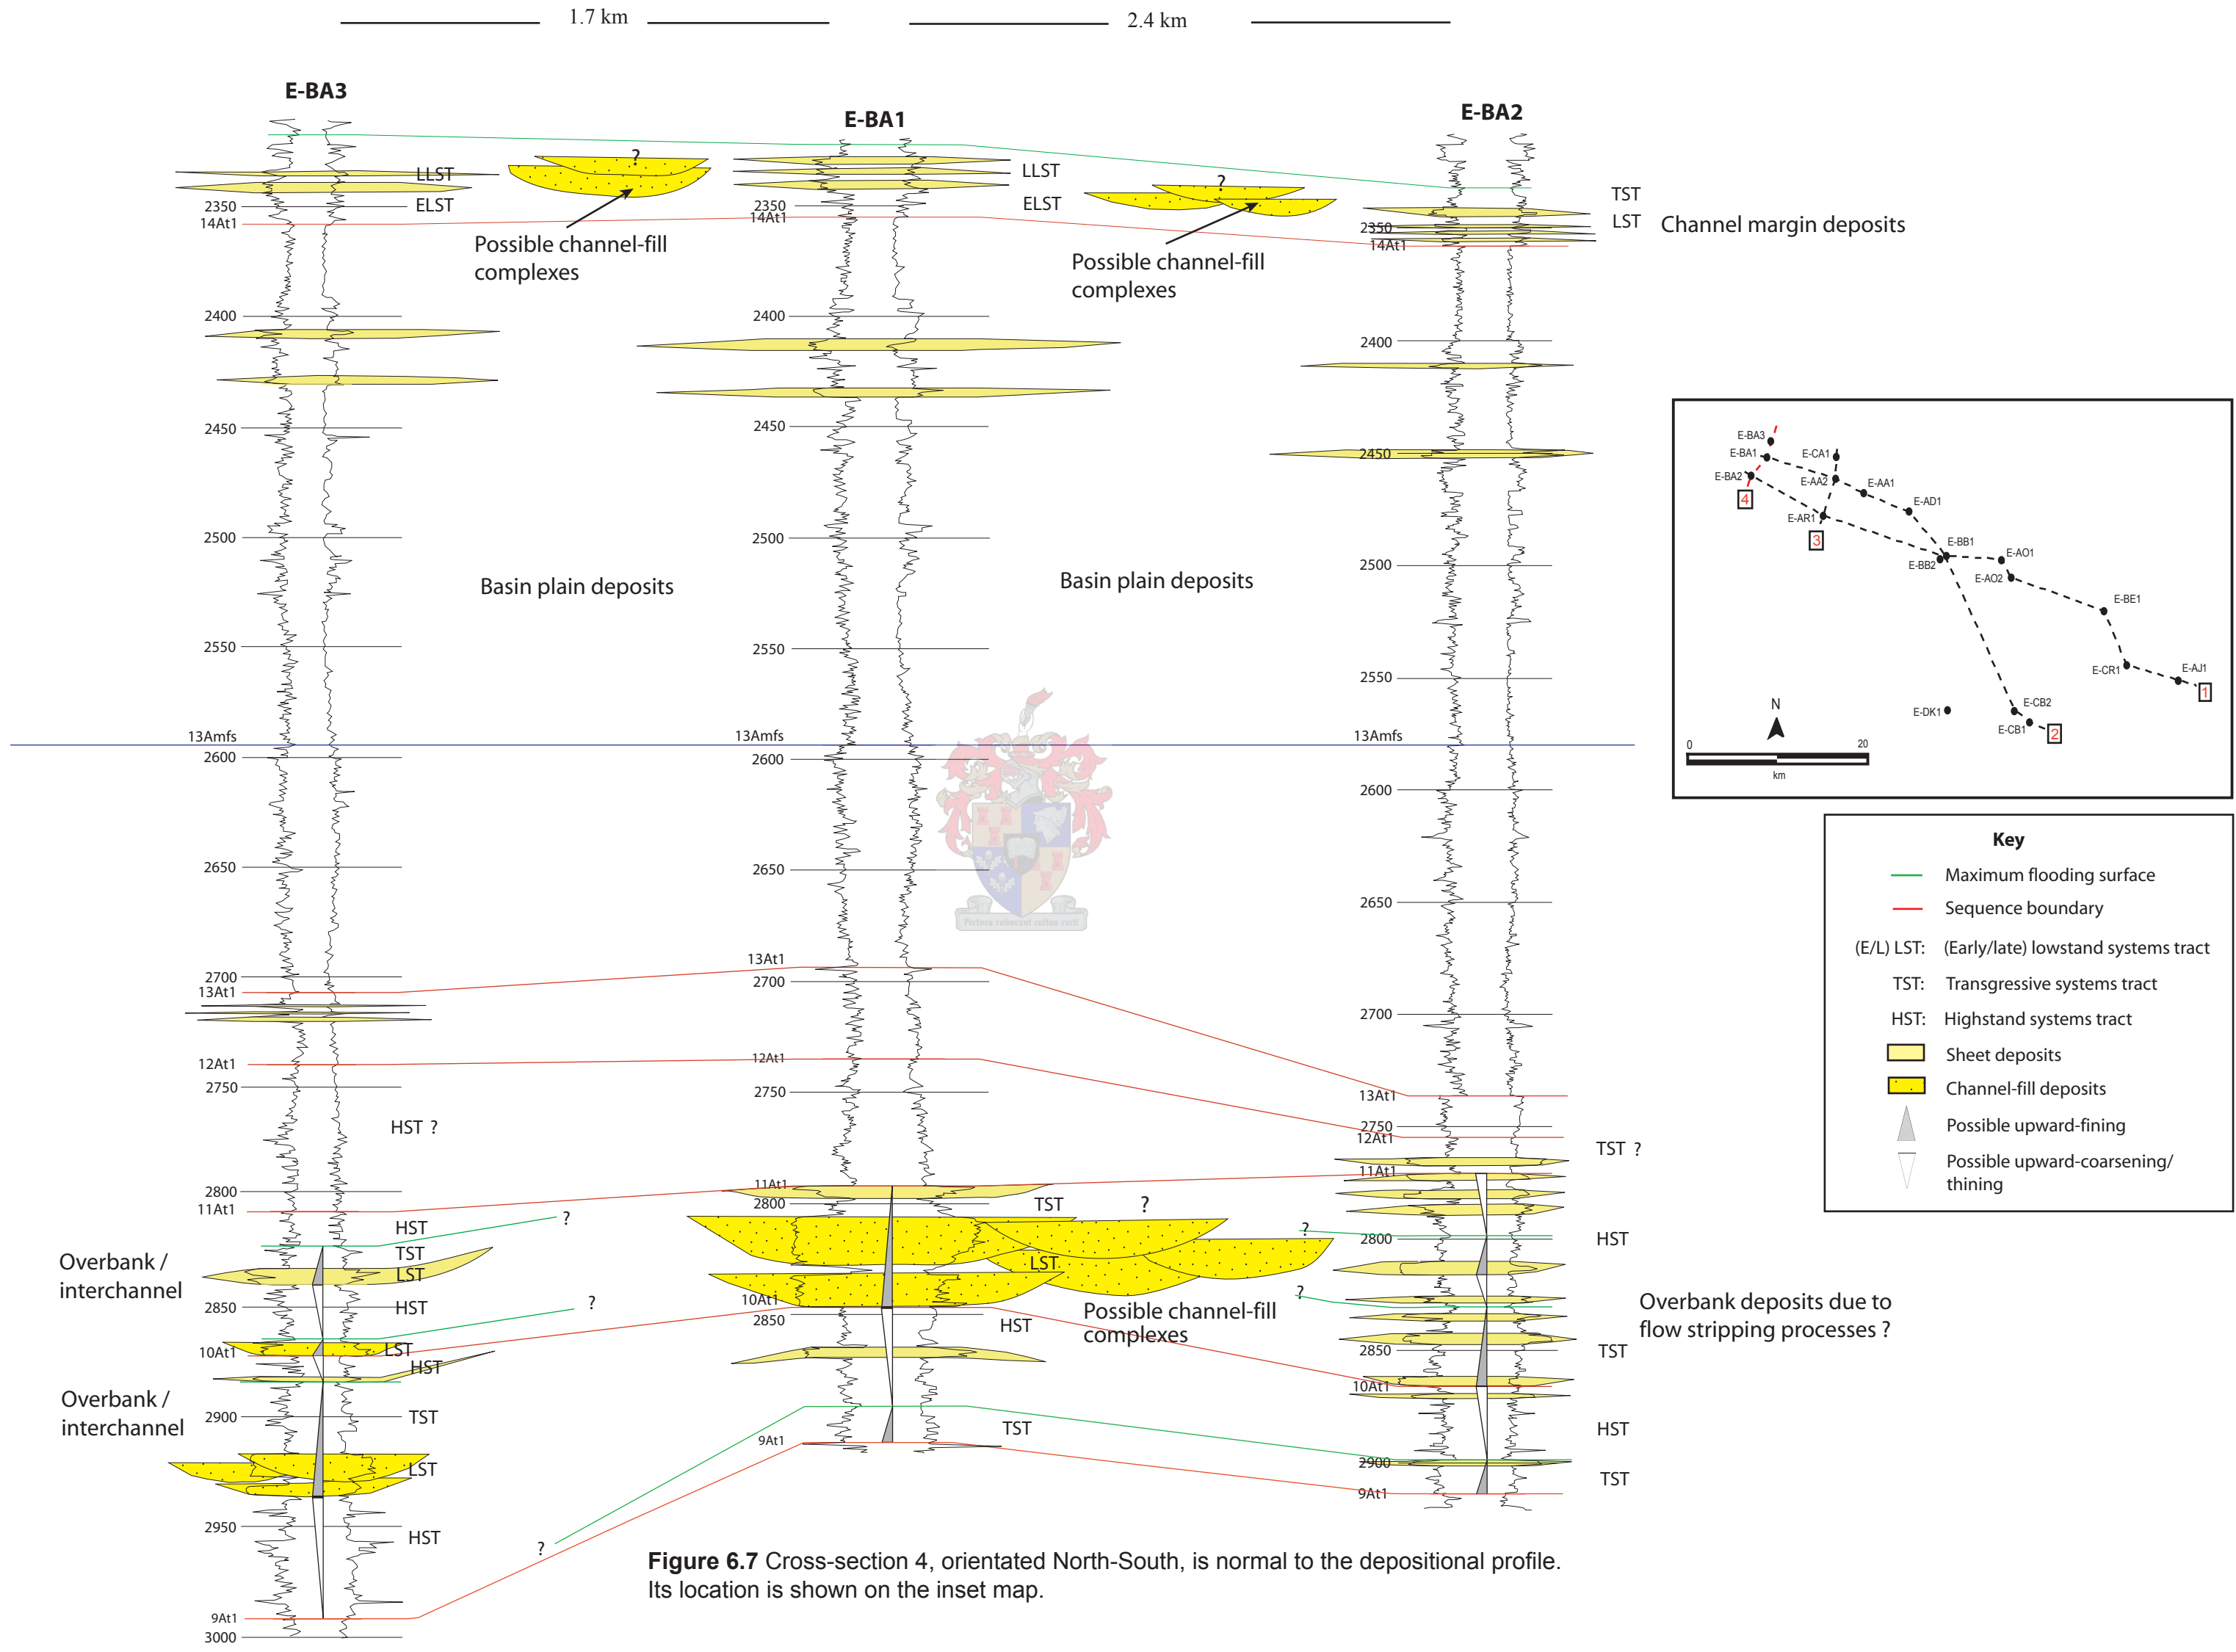 1.7 km
2.4 km
E-BA3
E-BA1
E-BA2
?
LLST
ELST
2350
14At1
Possible channel-fill
complexes
2400
2450
2500
Basin plain deposits
2550
13Amfs
2600
2650
2700
13At1
12At1
2750
HST ?
2800
11At1
HST
?
TST
LST
Overbank /
interchannel
2850
HST
?
10At1
LST
HST
Overbank /
interchannel
2900
TST
LST
2950
HST
?
9At1
3000
LLST
2350
ELST
14At1
?
Possible channel-fill
complexes
2400
2450
2500
Basin plain deposits
2550
13Amfs
2600
2650
13At1
2700
12At1
2750
11At1
2800
TST
?
LST
10At1
2850
HST
Possible channel-fill
complexes
9At1
TST
TST
LST
Channel margin deposits
2350
14At1
2400
2450
2500
2550
13Amfs
2600
2650
2700
13At1
2750
12At1
TST ?
11At1
?
2800
HST
?
Overbank deposits due to
flow stripping processes ?
2850
TST
10At1
HST
2900
TST
9At1
Pectora roborant cultus recti
E-BA3
E-BA1
E-CA1
E-BA2
E-AA2
E-AA1
4
E-AD1
E-AR1
3
E-BB1
E-AO1
E-BB2
E-AO2
E-BE1
E-CR1
E-AJ1
1
N
E-DK1
E-CB2
E-CB1
2
0
20
km
Key
Maximum flooding surface
Sequence boundary
(E/L) LST: (Early/late) lowstand systems tract
TST: Transgressive systems tract
HST: Highstand systems tract
Sheet deposits
Channel-fill deposits
Possible upward-fining
Possible upward-coarsening/
thining
Figure 6.7 Cross-section 4, orientated North-South, is normal to the depositional profile.
Its location is shown on the inset map.